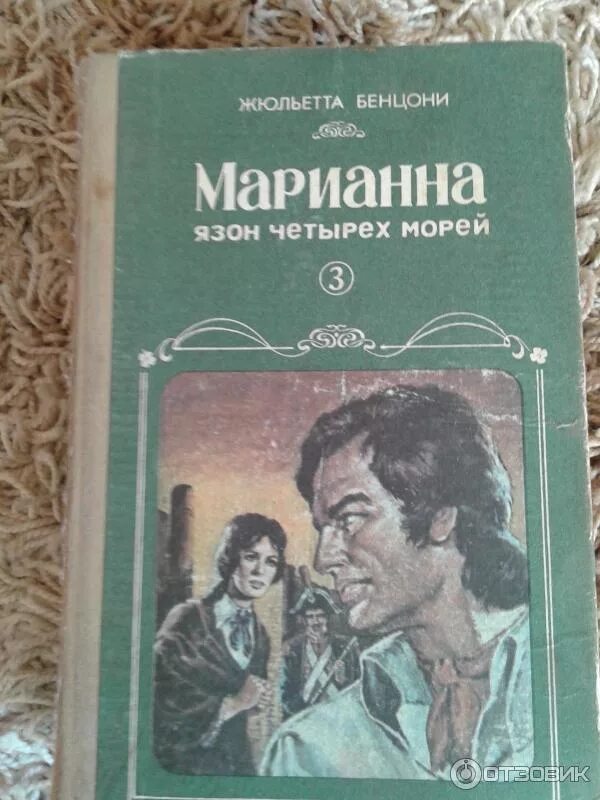 ЖЮЛЬЕТТА БЕНЦОНИ
МАРИАННА
ЯЗОН ЧЕТЫРЕХ МОРЕЙ
3
ОТЗОВИК